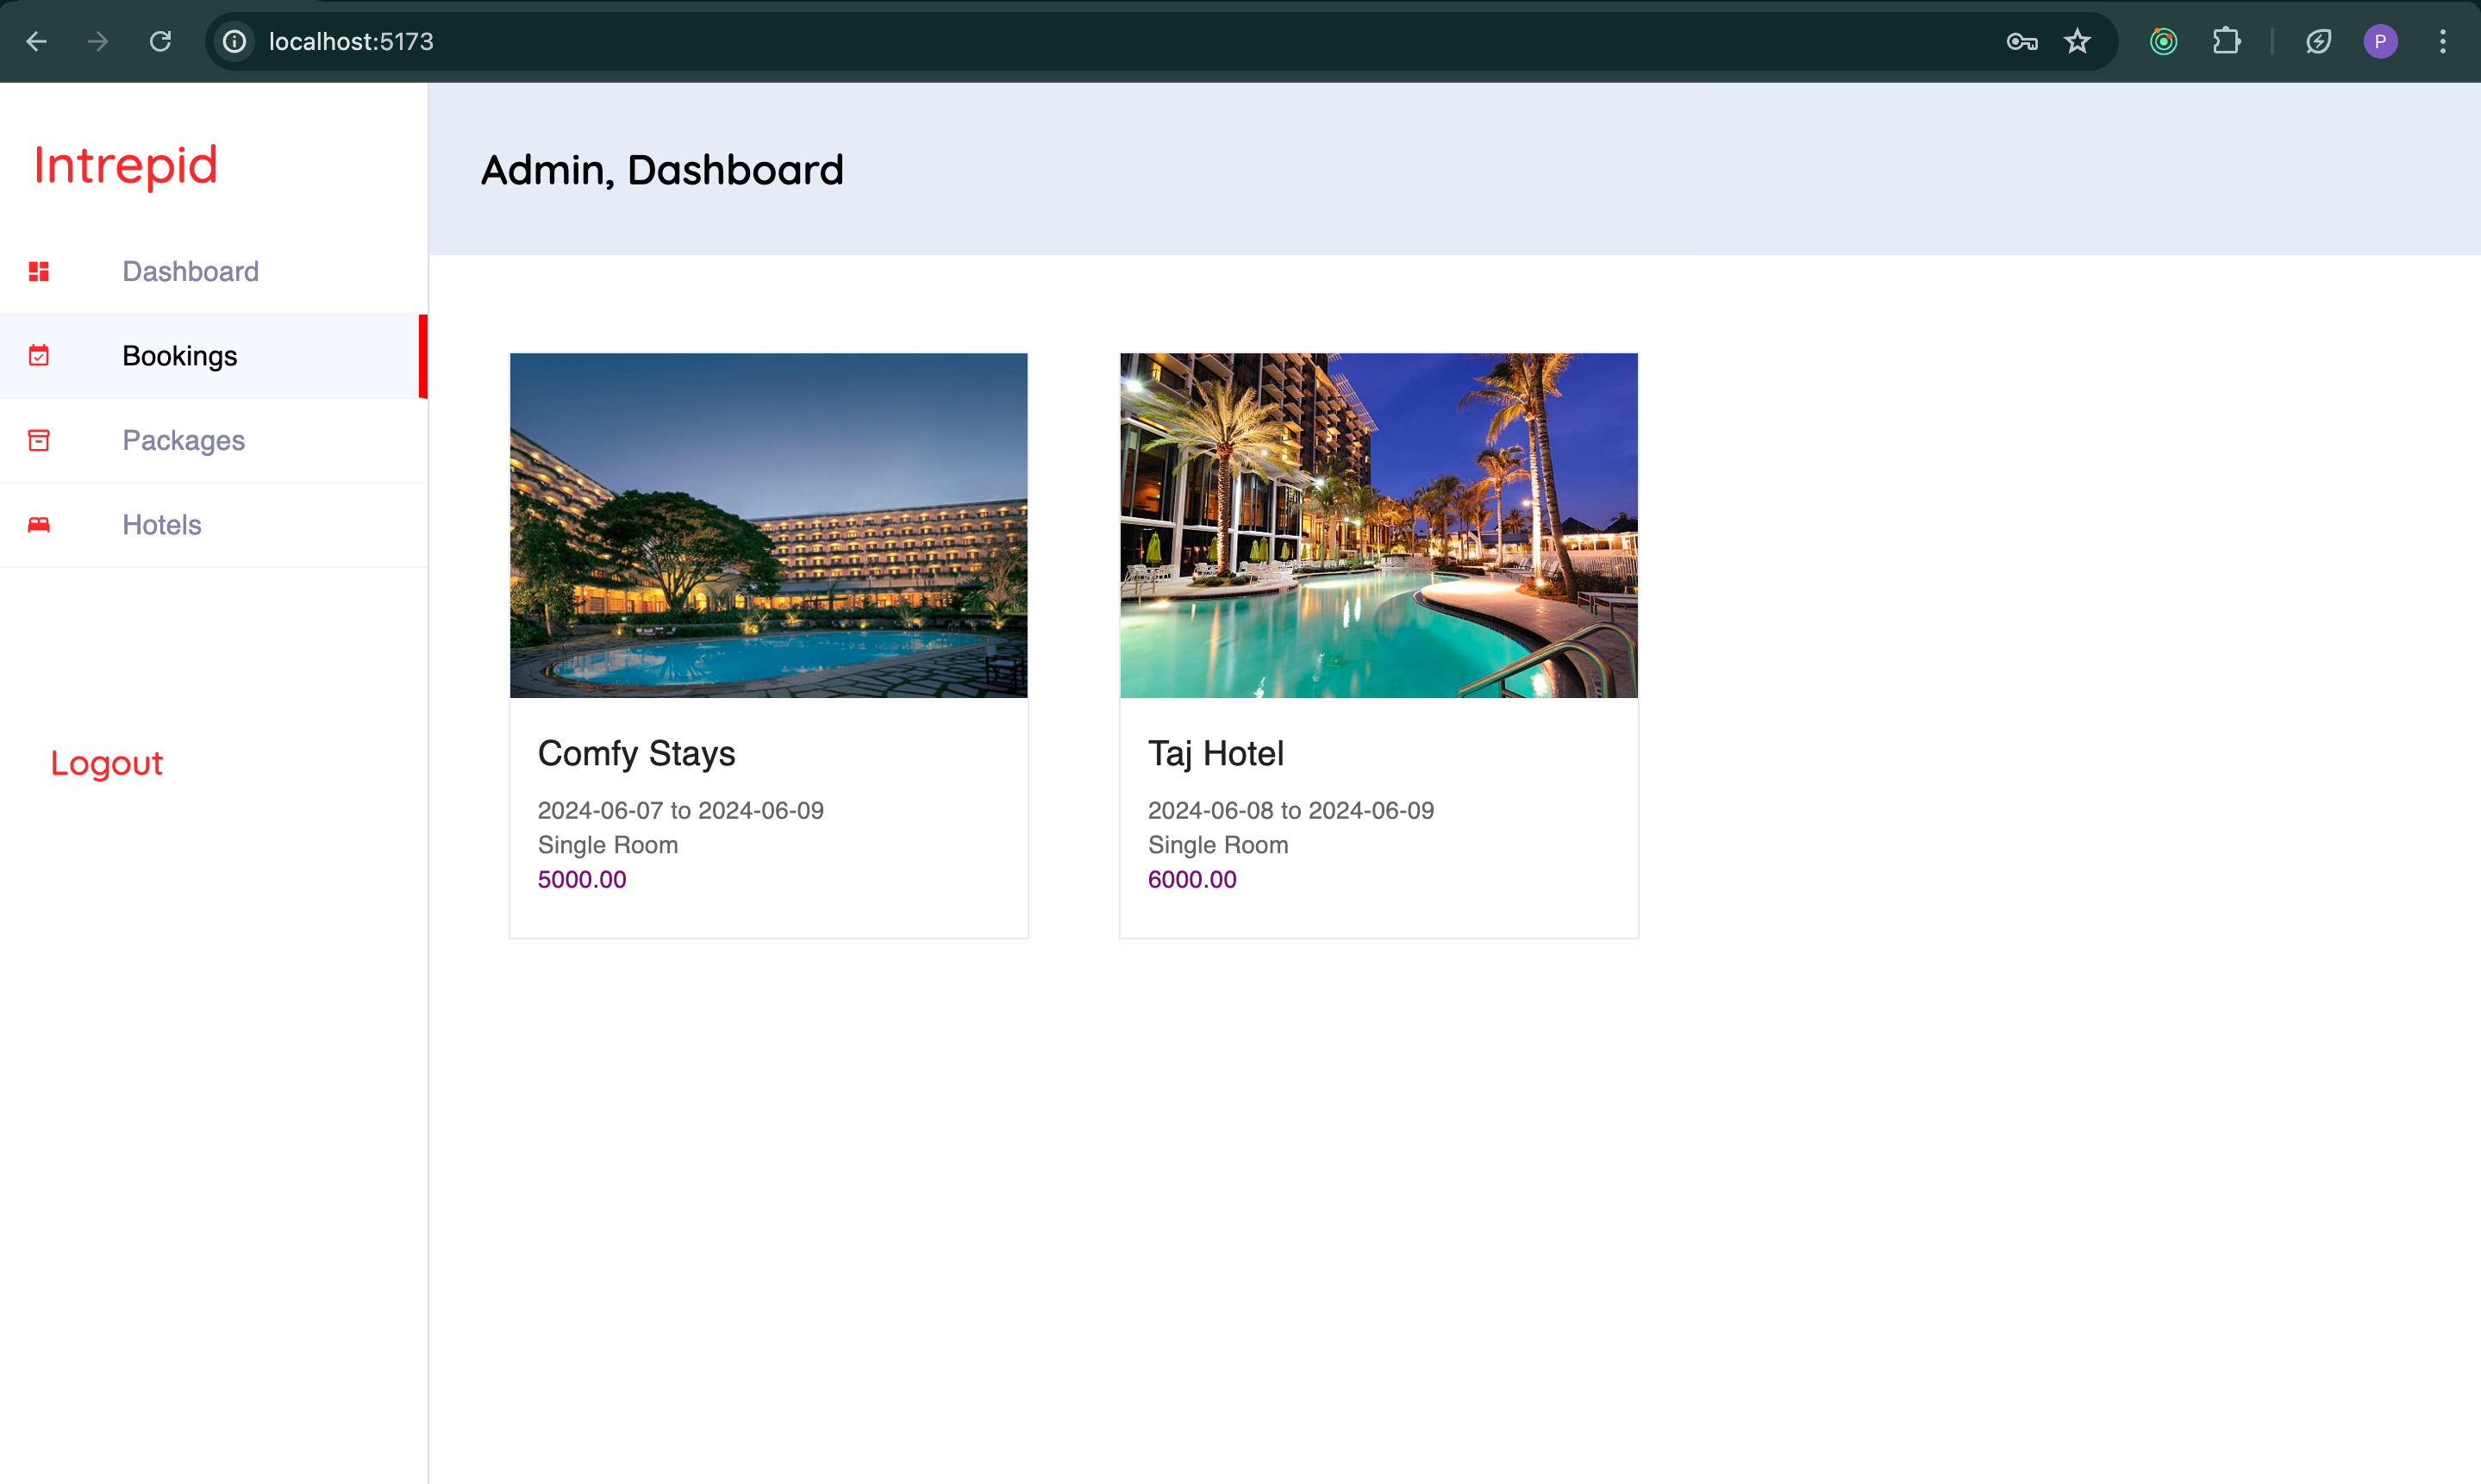 localhost:5173
P
Intrepid
Dashboard
Bookings
Packages
Hotels
Logout
Admin, Dashboard
Comfy Stays
2024-06-07 to 2024-06-09
Single Room
5000.00
Taj Hotel
2024-06-08 to 2024-06-09
Single Room
6000.00